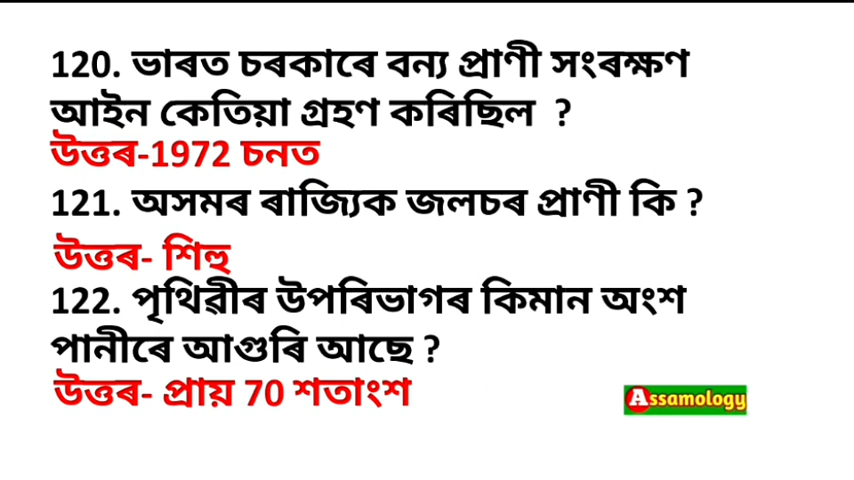 120. ভাৰত চৰকাৰে বন্য প্ৰাণী সংৰক্ষণ
আইন কেতিয়া গ্ৰহণ কৰিছিল ?
উত্তৰ-1972 চনত
121. অসমৰ ৰাজ্যিক জলচৰ প্ৰাণী কি ?
উত্তৰ- শিহু
122. পৃথিৱীৰ উপৰিভাগৰ কিমান অংশ
পানীৰে আগুৰি আছে ?
উত্তৰ- প্ৰায় 70 শতাংশ
Assamology